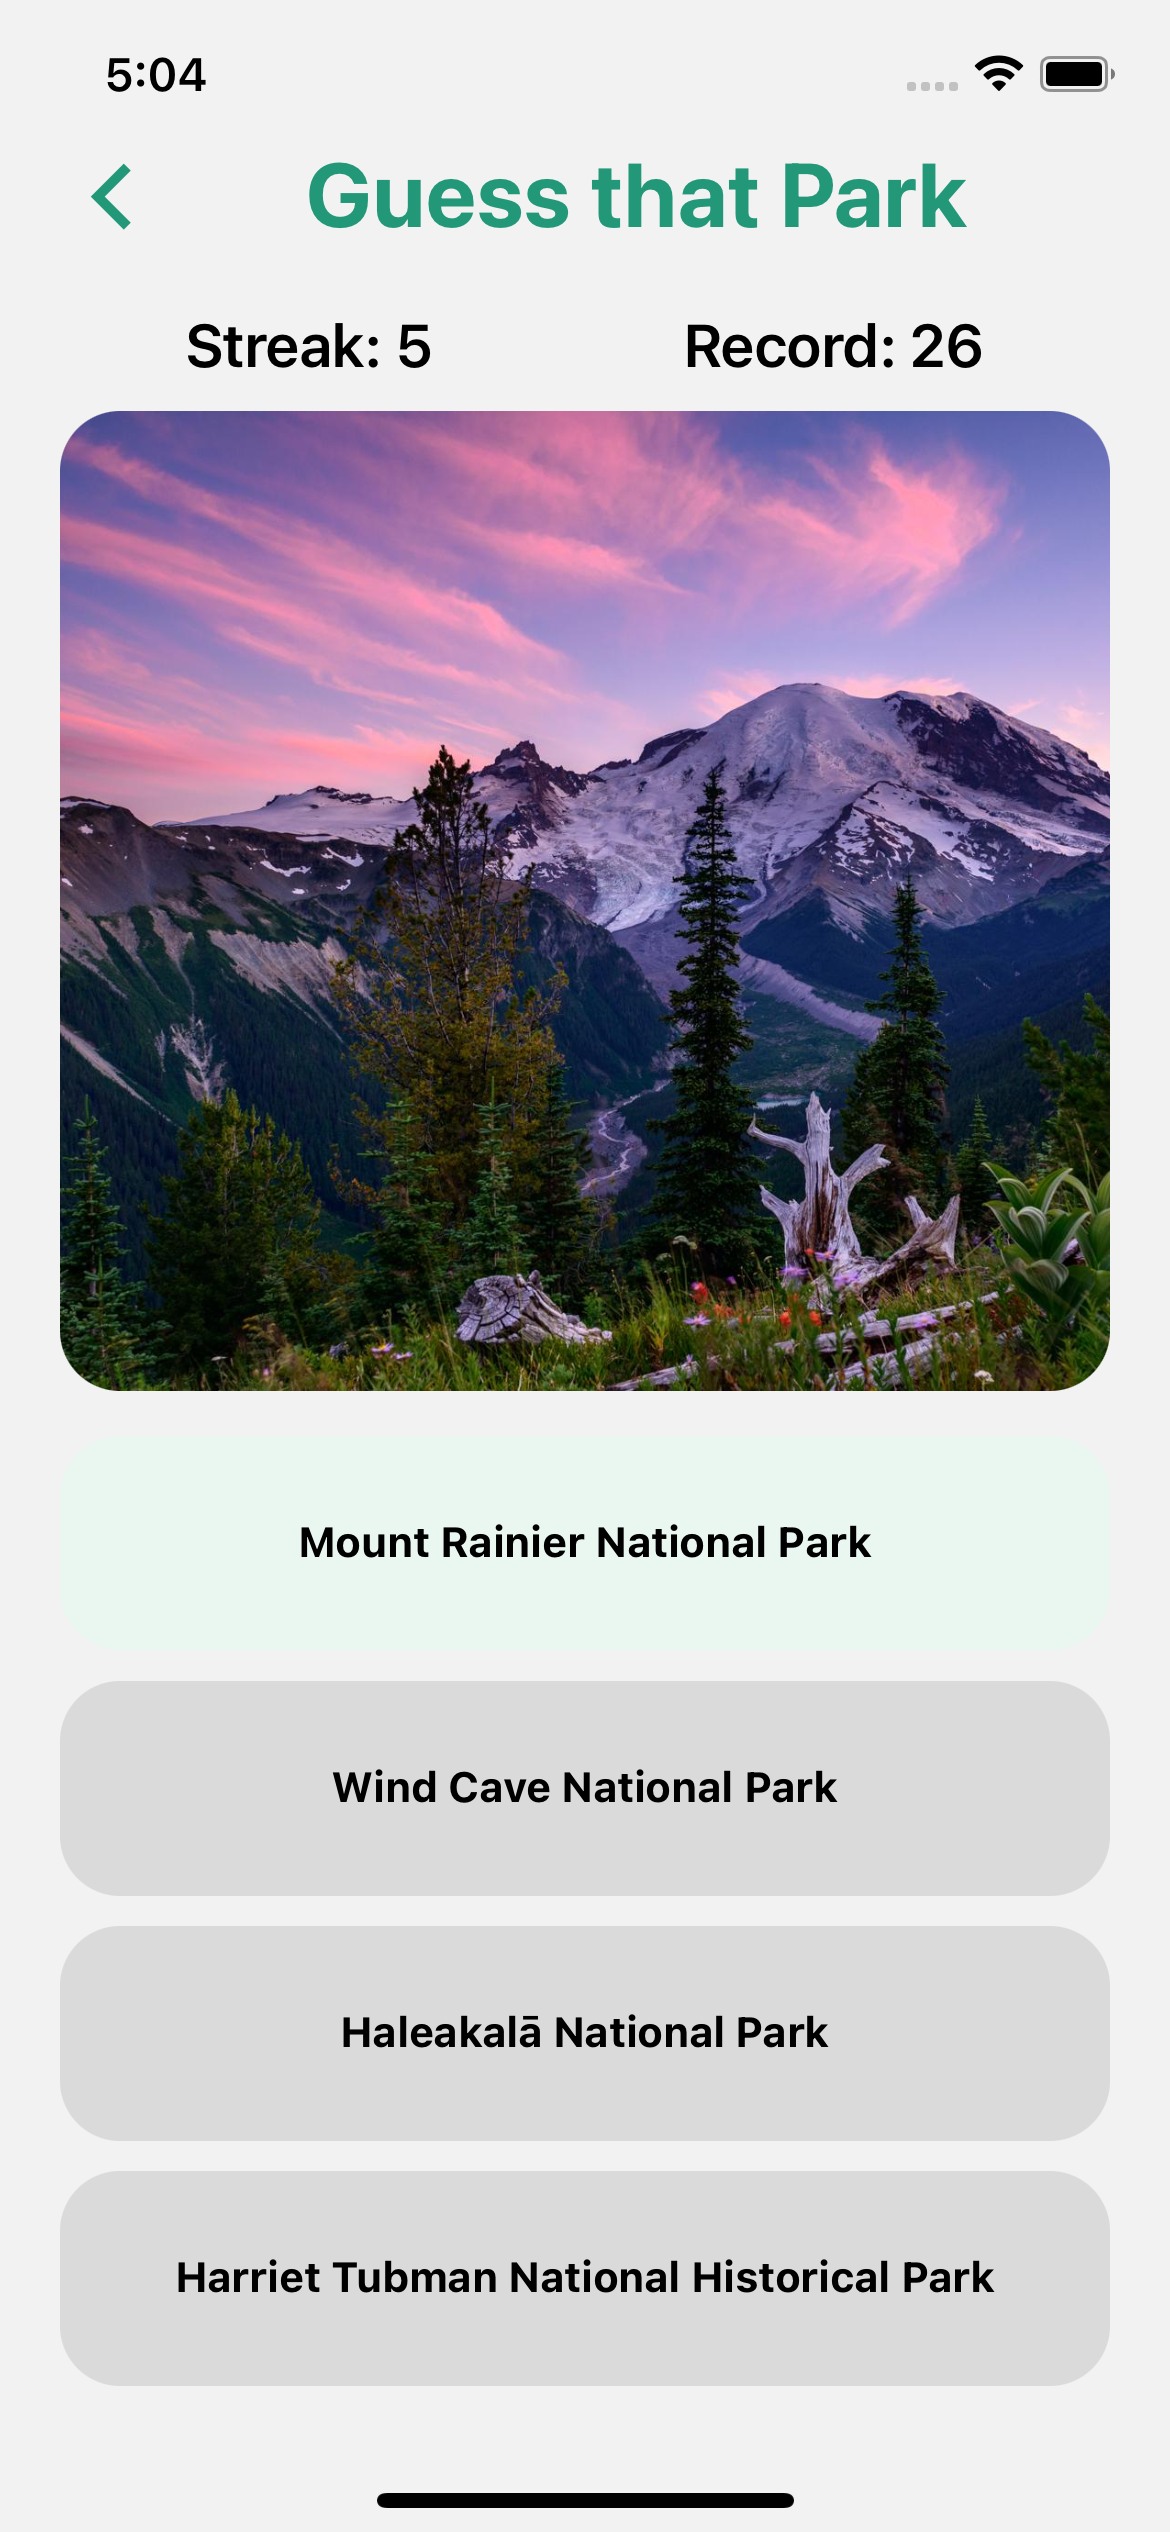 5:04
Guess that Park
Streak: 5 Record: 26
Mount Rainier National Park
Wind Cave National Park
Haleakalā National Park
Harriet Tubman National Historical Park